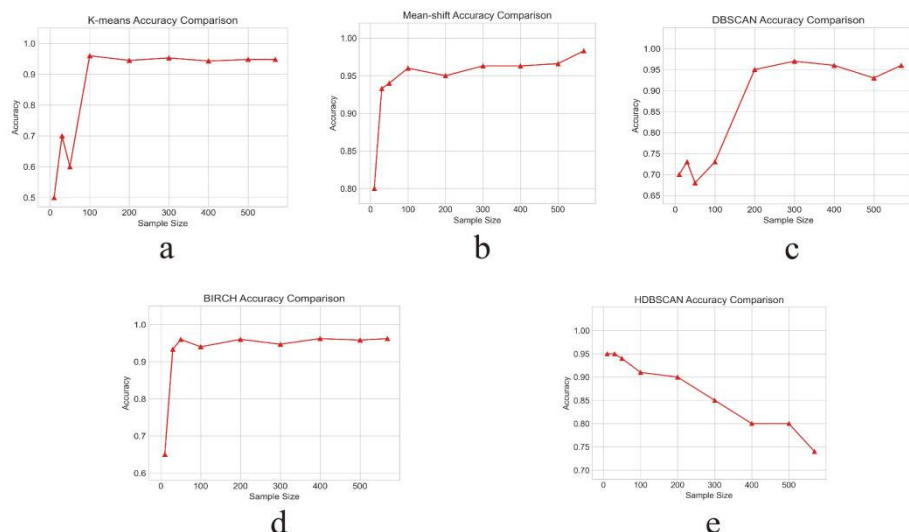 K-means Accuracy Comparison
1.0
0.9
0.8
0.7
0.6
0.5
Accuracy
0 100 200 300 400 500
Sample Size
a
Mean-shift Accuracy Comparison
1.00
0.95
0.90
0.85
0.80
Accuracy
0 100 200 300 400 500
Sample Size
b
DBSCAN Accuracy Comparison
1.00
0.95
0.90
0.85
0.80
0.75
0.70
0.65
Accuracy
0 100 200 300 400 500
Sample Size
c
BIRCH Accuracy Comparison
1.0
0.9
0.8
0.7
0.6
Accuracy
0 100 200 300 400 500
Sample Size
d
HDBSCAN Accuracy Comparison
1.00
0.95
0.90
0.85
0.80
0.75
0.70
Accuracy
0 100 200 300 400 500
Sample Size
e